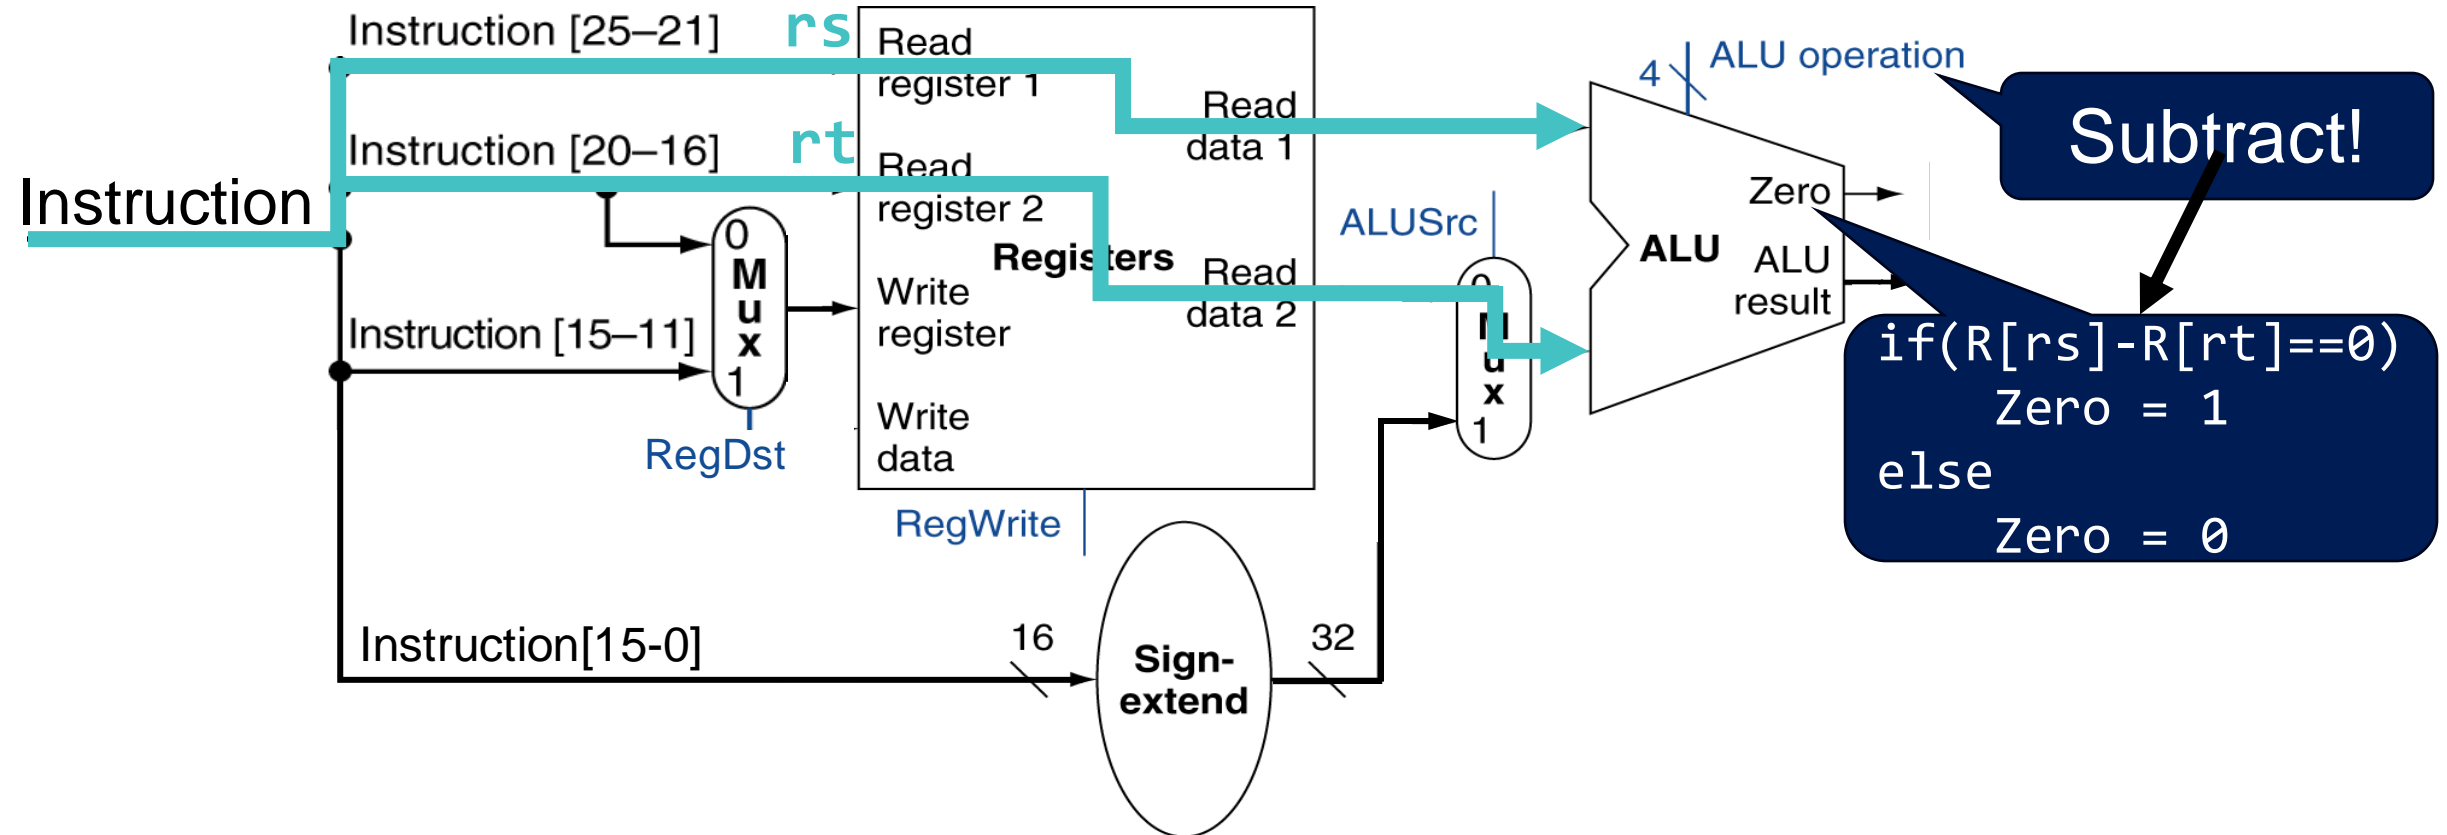 Instruction [25–21]
rs
Read
register 1
Instruction [20–16]
rt
Read
register 2
Instruction
0
M
u
x
1
Instruction [15–11]
RegDst
Write
register
Write
data
Registers
Read
data 1
Read
data 2
RegWrite
Instruction[15-0]
16
Sign-
extend
32
ALUSrc
0
M
u
x
1
4
ALU operation
ALU
Zero
ALU
result
Subtract!
if(R[rs]-R[rt]==0)
Zero = 1
else
Zero = 0